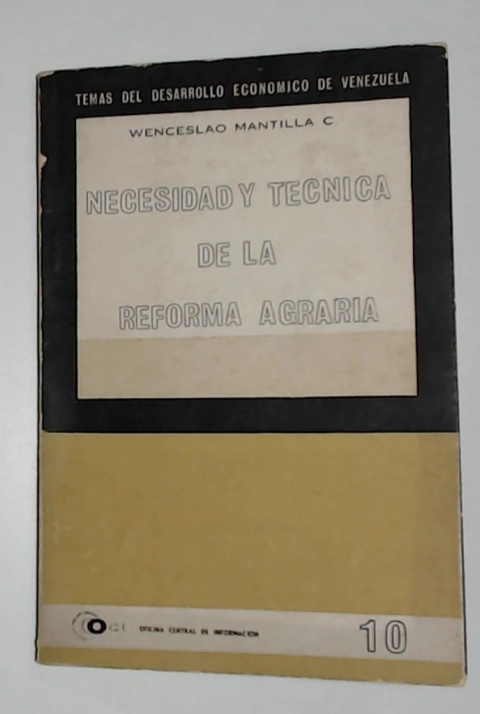 TEMAS DEL DESARROLLO ECONOMICO DE VENEZUELA
WENCESLAO MANTILLA C
NECESIDAD Y TECNICA
DE LA
REFORMA AGRARIA
OFICINA CENTRAL DE INFORMACION
10